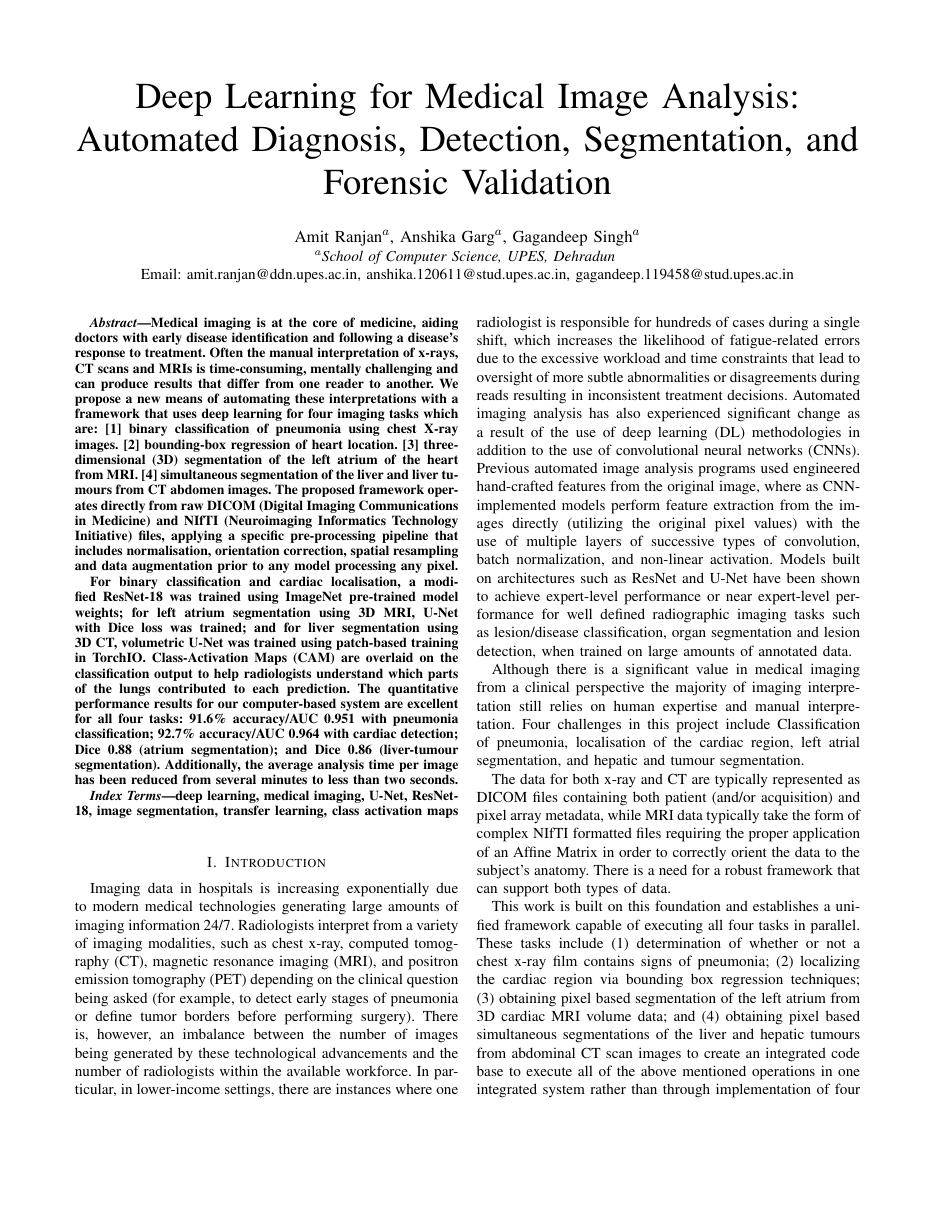 Deep Learning for Medical Image Analysis:
Automated Diagnosis, Detection, Segmentation, and
Forensic Validation
Amit Ranjanᵃ, Anshika Gargᵃ, Gagandeep Singhᵃ
ᵃSchool of Computer Science, UPES, Dehradun
Email: amit.ranjan@ddn.upes.ac.in, anshika.120611@stud.upes.ac.in, gagandeep.119458@stud.upes.ac.in
Abstract—Medical imaging is at the core of medicine, aiding
doctors with early disease identification and following a disease's
response to treatment. Often the manual interpretation of x-rays,
CT scans and MRIs is time-consuming, mentally challenging and
can produce results that differ from one reader to another. We
propose a new means of automating these interpretations with a
framework that uses deep learning for four imaging tasks which
are: [1] binary classification of pneumonia using chest X-ray
images. [2] bounding-box regression of heart location. [3] three-
dimensional (3D) segmentation of the left atrium of the heart
from MRI. [4] simultaneous segmentation of the liver and liver tu-
mours from CT abdomen images. The proposed framework oper-
ates directly from raw DICOM (Digital Imaging Communications
in Medicine) and NIfTI (Neuroimaging Informatics Technology
Initiative) files, applying a specific pre-processing pipeline that
includes normalisation, orientation correction, spatial resampling
and data augmentation prior to any model processing any pixel.
For binary classification and cardiac localisation, a modi-
fied ResNet-18 was trained using ImageNet pre-trained model
weights; for left atrium segmentation using 3D MRI, U-Net
with Dice loss was trained; and for liver segmentation using
3D CT, volumetric U-Net was trained using patch-based training
in TorchIO. Class-Activation Maps (CAM) are overlaid on the
classification output to help radiologists understand which parts
of the lungs contributed to each prediction. The quantitative
performance results for our computer-based system are excellent
for all four tasks: 91.6% accuracy/AUC 0.951 with pneumonia
classification; 92.7% accuracy/AUC 0.964 with cardiac detection;
Dice 0.88 (atrium segmentation); and Dice 0.86 (liver-tumour
segmentation). Additionally, the average analysis time per image
has been reduced from several minutes to less than two seconds.
Index Terms—deep learning, medical imaging, U-Net, ResNet-
18, image segmentation, transfer learning, class activation maps
I. INTRODUCTION
Imaging data in hospitals is increasing exponentially due
to modern medical technologies generating large amounts of
imaging information 24/7. Radiologists interpret from a variety
of imaging modalities, such as chest x-ray, computed tomog-
raphy (CT), magnetic resonance imaging (MRI), and positron
emission tomography (PET) depending on the clinical question
being asked (for example, to detect early stages of pneumonia
or define tumor borders before performing surgery). There
is, however, an imbalance between the number of images
being generated by these technological advancements and the
number of radiologists within the available workforce. In par-
ticular, in lower-income settings, there are instances where one
radiologist is responsible for hundreds of cases during a single
shift, which increases the likelihood of fatigue-related errors
due to the excessive workload and time constraints that lead to
oversight of more subtle abnormalities or disagreements during
reads resulting in inconsistent treatment decisions. Automated
imaging analysis has also experienced significant change as
a result of the use of deep learning (DL) methodologies in
addition to the use of convolutional neural networks (CNNs).
Previous automated image analysis programs used engineered
hand-crafted features from the original image, where as CNN-
implemented models perform feature extraction from the im-
ages directly (utilizing the original pixel values) with the
use of multiple layers of successive types of convolution,
batch normalization, and non-linear activation. Models built
on architectures such as ResNet and U-Net have been shown
to achieve expert-level performance or near expert-level per-
formance for well defined radiographic imaging tasks such
as lesion/disease classification, organ segmentation and lesion
detection, when trained on large amounts of annotated data.
Although there is a significant value in medical imaging
from a clinical perspective the majority of imaging interpre-
tation still relies on human expertise and manual interpre-
tation. Four challenges in this project include Classification
of pneumonia, localisation of the cardiac region, left atrial
segmentation, and hepatic and tumour segmentation.
The data for both x-ray and CT are typically represented as
DICOM files containing both patient (and/or acquisition) and
pixel array metadata, while MRI data typically take the form of
complex NIfTI formatted files requiring the proper application
of an Affine Matrix in order to correctly orient the data to the
subject's anatomy. There is a need for a robust framework that
can support both types of data.
This work is built on this foundation and establishes a uni-
fied framework capable of executing all four tasks in parallel.
These tasks include (1) determination of whether or not a
chest x-ray film contains signs of pneumonia; (2) localizing
the cardiac region via bounding box regression techniques;
(3) obtaining pixel based segmentation of the left atrium from
3D cardiac MRI volume data; and (4) obtaining pixel based
simultaneous segmentations of the liver and hepatic tumours
from abdominal CT scan images to create an integrated code
base to execute all of the above mentioned operations in one
integrated system rather than through implementation of four